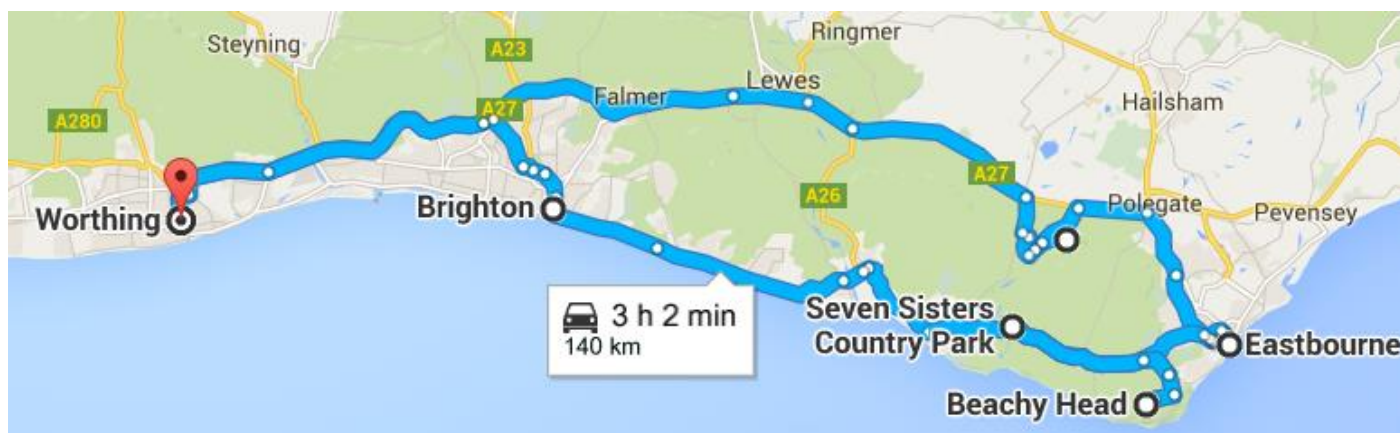 Ringmer
Steyning
A23
Lewes
Falmer
Hailsham
A27
A280
A27
Worthing
Brighton
A26
Polegate
Pevensey
3 h 2 min
140 km
Seven Sisters
Country Park
Eastbourne
Beachy Head